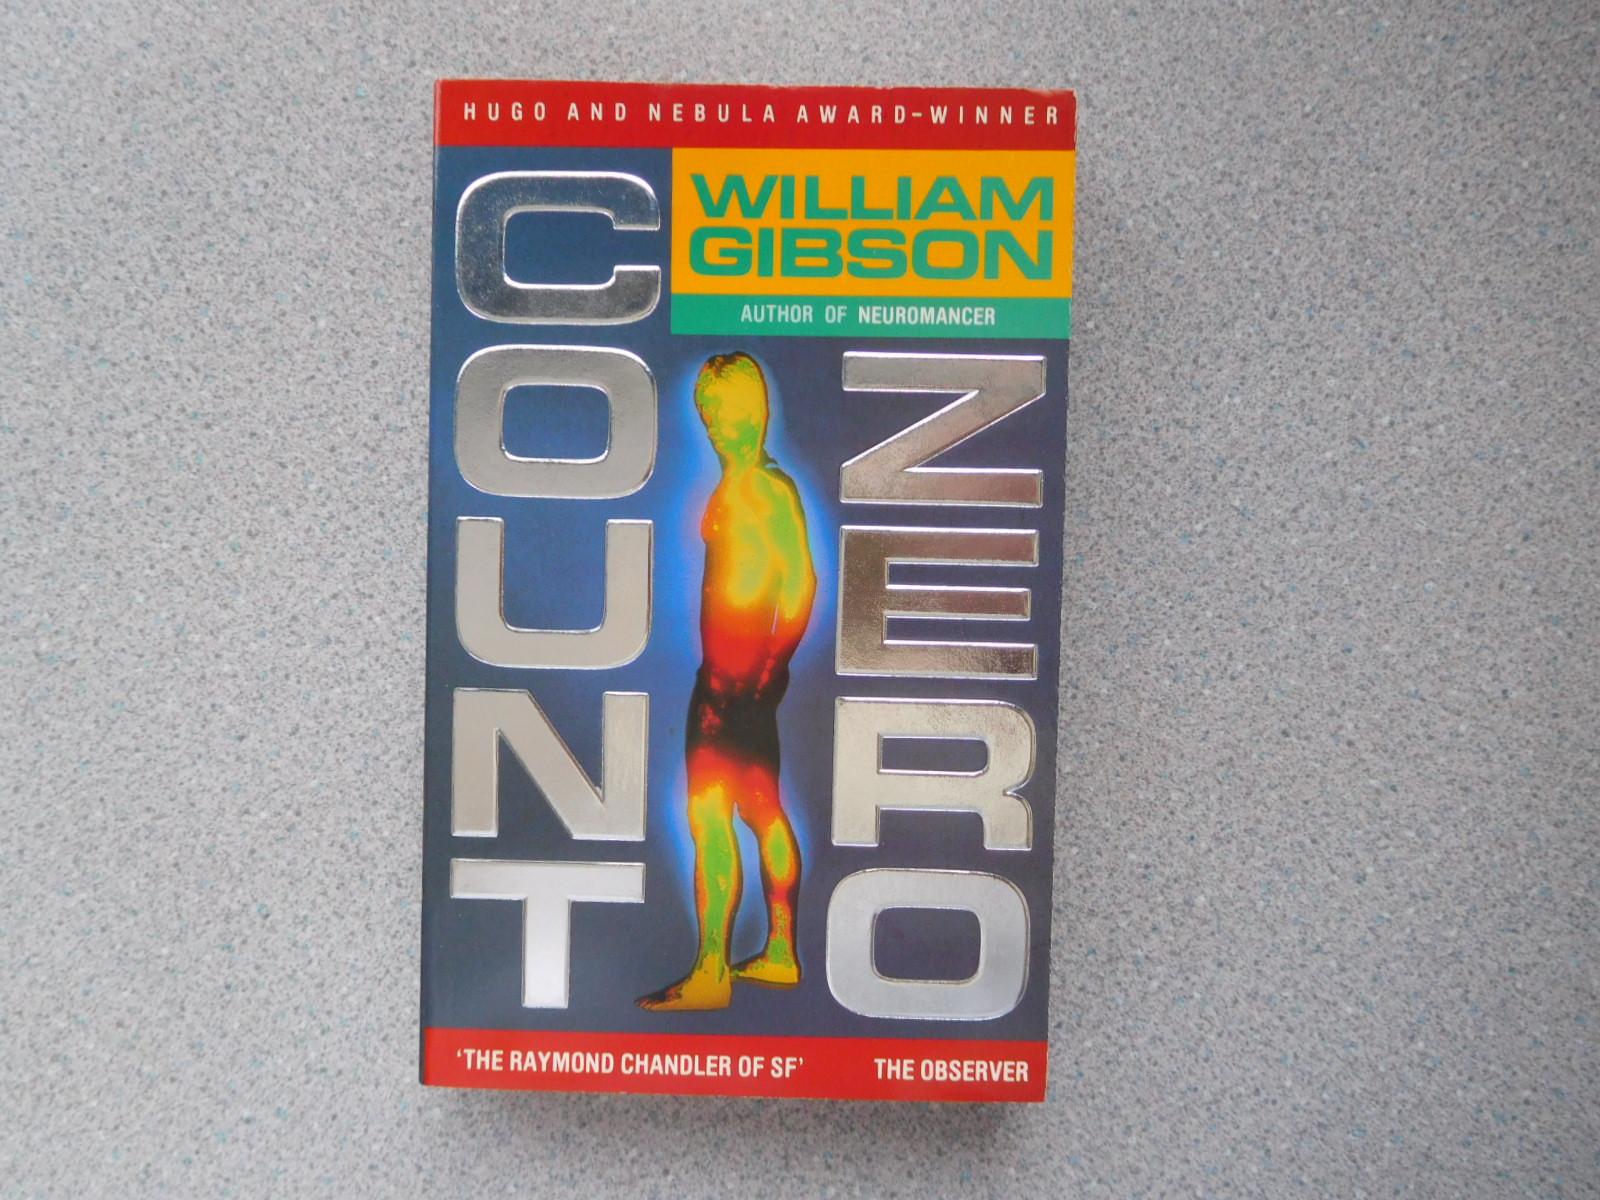 HUGO AND NEBULA AWARD-WINNER
WILLIAM
GIBSON
AUTHOR OF NEUROMANCER
COUNT
ZERO
'THE RAYMOND CHANDLER OF SF' THE OBSERVER